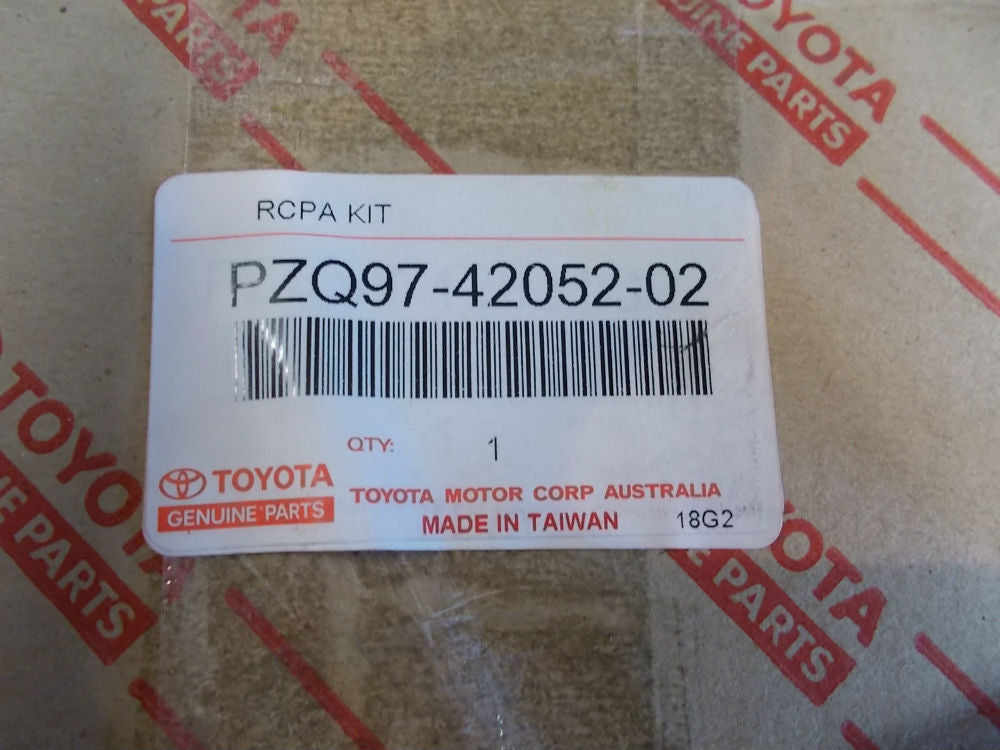 TOYOTA
GENUINE PARTS
RCPA KIT
PZQ97-42052-02
QTY: 1
TOYOTA
GENUINE PARTS
TOYOTA MOTOR CORP AUSTRALIA
MADE IN TAIWAN 18G2
TOYOTA
PARTS
TOYOTA
PARTS